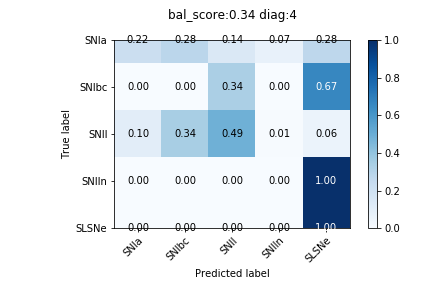 bal_score:0.34 diag:4
SNIa 0.22 0.28 0.14 0.07 0.28
SNIbc 0.00 0.00 0.34 0.00 0.67
SNII 0.10 0.34 0.49 0.01 0.06
SNIIn 0.00 0.00 0.00 0.00 1.00
SLSNe 0.00 0.00 0.00 0.00 1.00
SNIa SNIbc SNII SNIIn SLSNe
True label
Predicted label
1.0
0.8
0.6
0.4
0.2
0.0